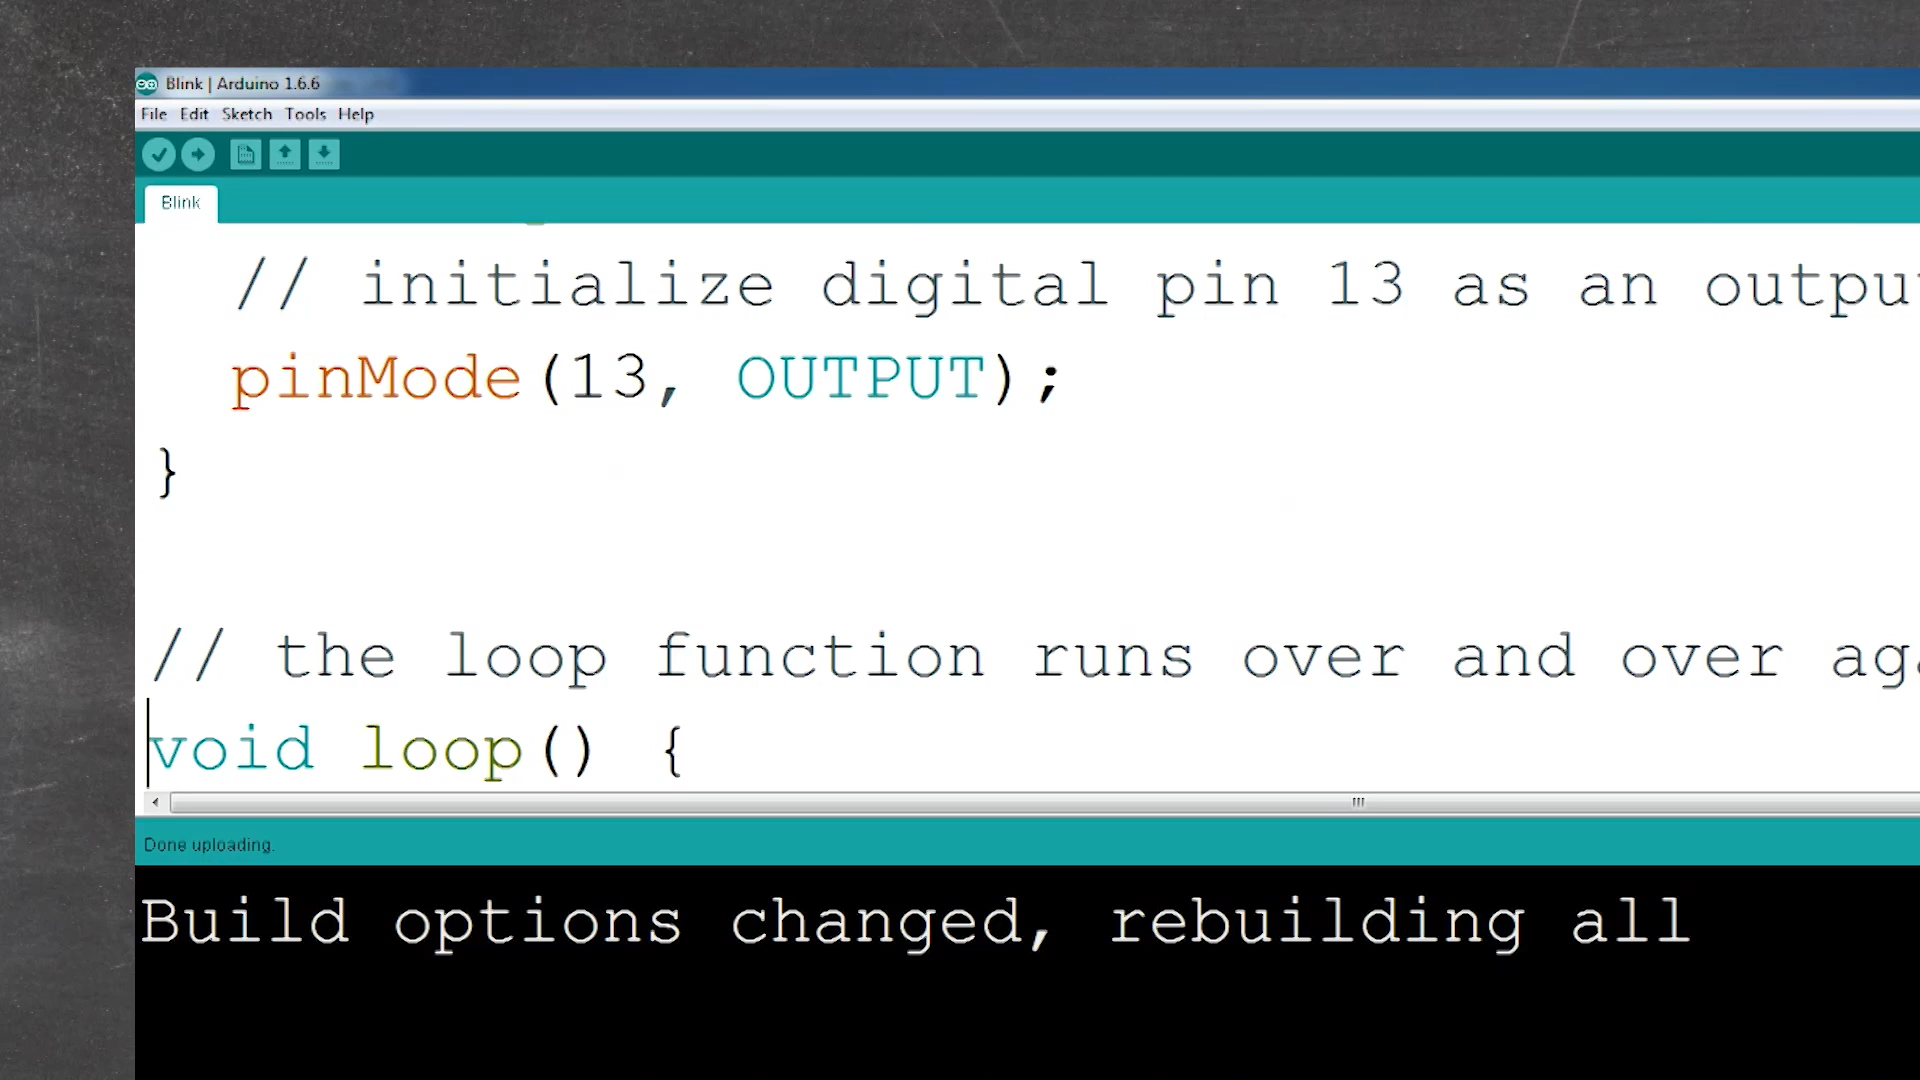 Blink | Arduino 1.6.6
File Edit Sketch Tools Help
Blink
// initialize digital pin 13 as an outpu
pinMode(13, OUTPUT);
}
// the loop function runs over and over aga
void loop() {
Done uploading.
Build options changed, rebuilding all